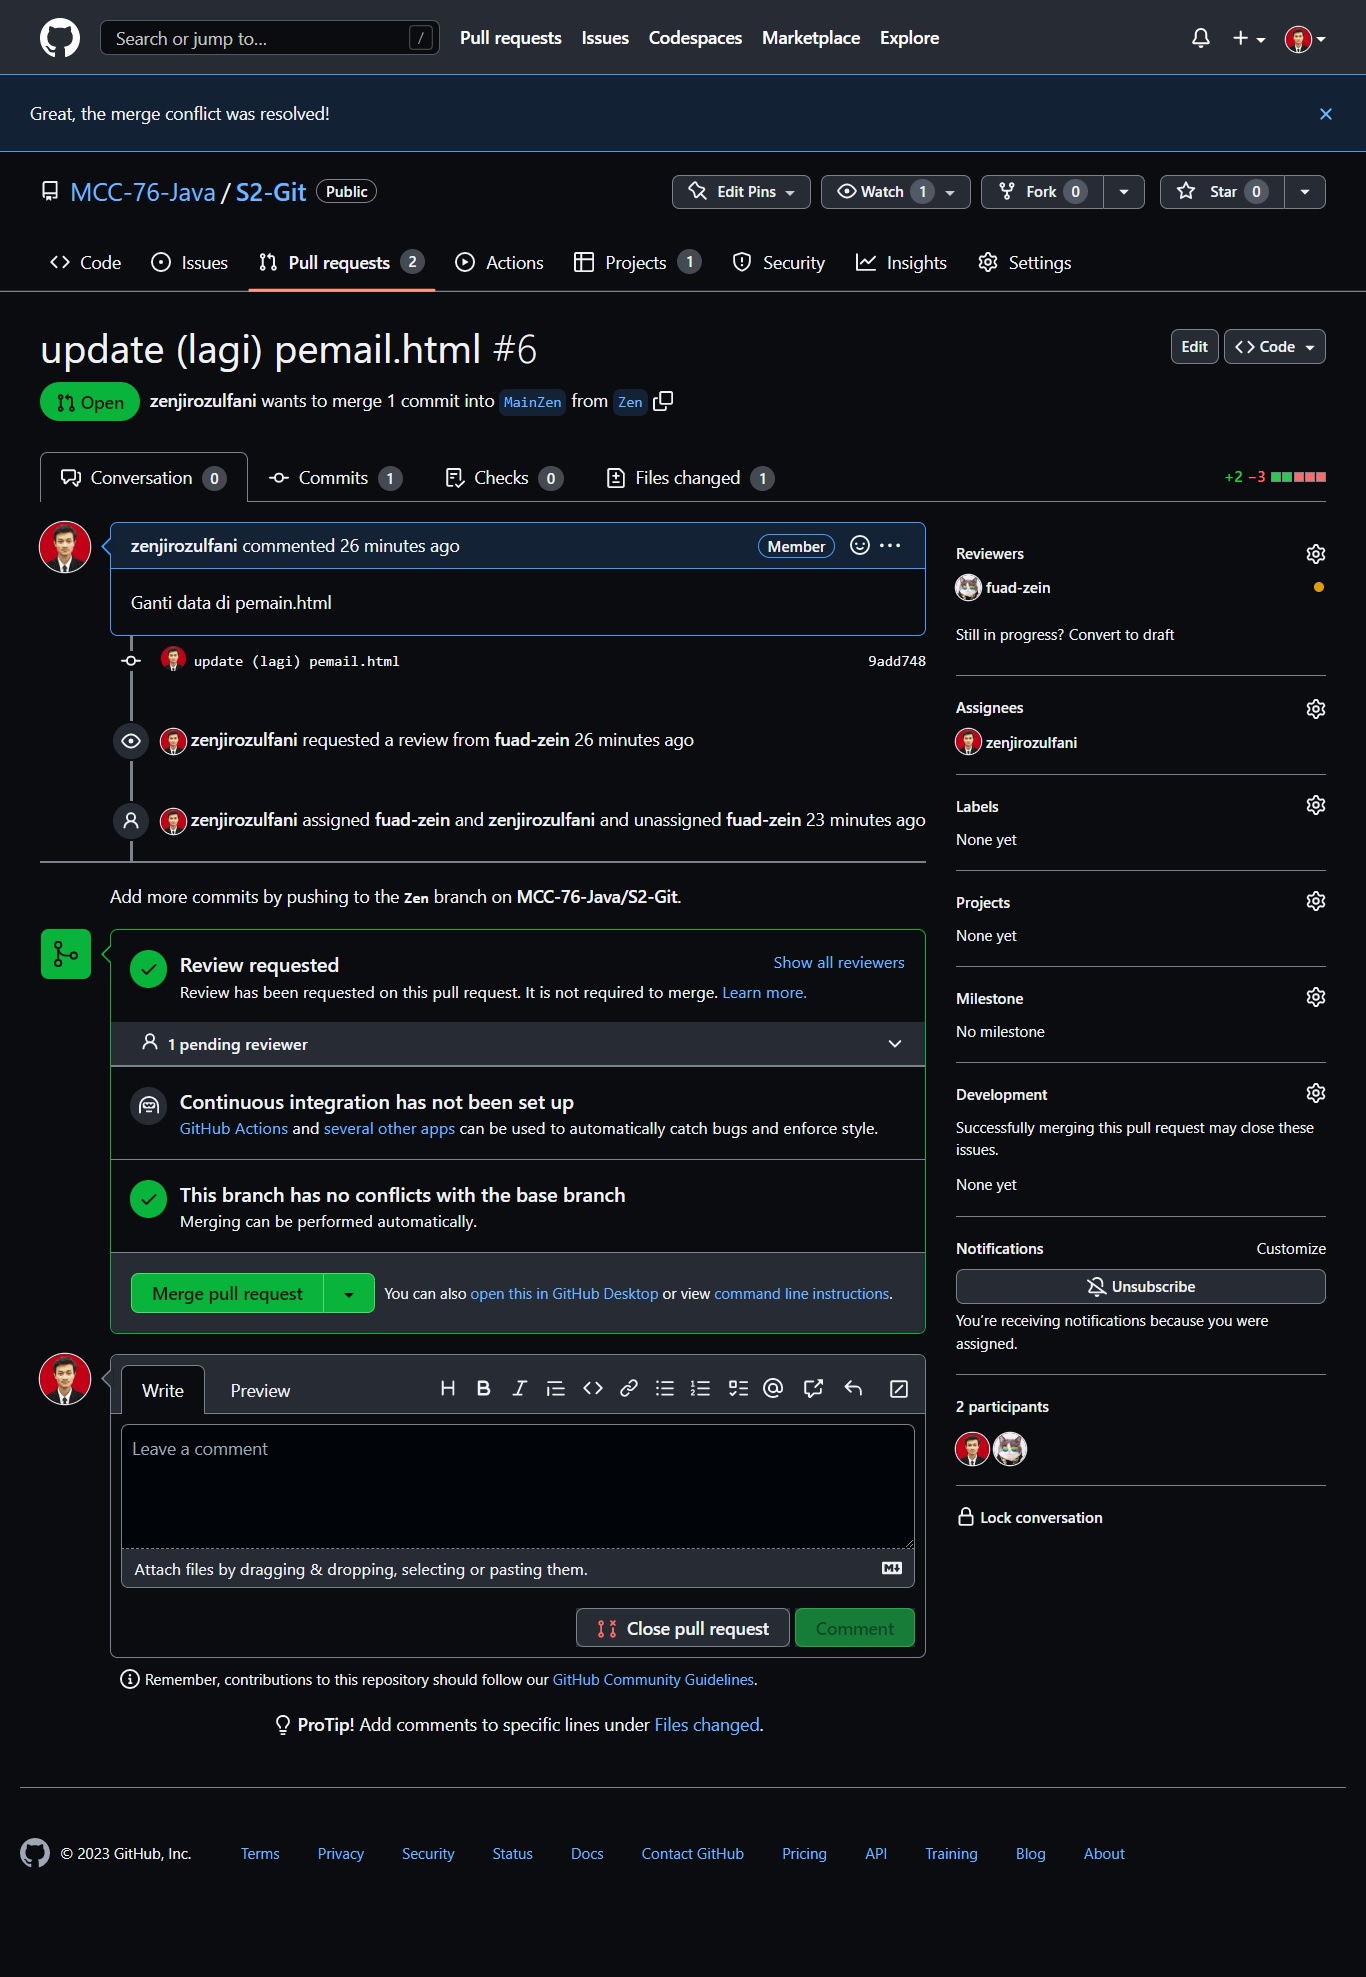 Search or jump to... /
Pull requests Issues Codespaces Marketplace Explore
Great, the merge conflict was resolved!
MCC-76-Java / S2-Git Public
Edit Pins Watch 1 Fork 0 Star 0
Code Issues Pull requests 2 Actions Projects 1 Security Insights Settings
update (lagi) pemail.html #6
Edit Code
Open zenjirozulfani wants to merge 1 commit into MainZen from Zen
Conversation 0 Commits 1 Checks 0 Files changed 1 +2 −3
zenjirozulfani commented 26 minutes ago Member
Ganti data di pemain.html
update (lagi) pemail.html 9add748
zenjirozulfani requested a review from fuad-zein 26 minutes ago
zenjirozulfani assigned fuad-zein and zenjirozulfani and unassigned fuad-zein 23 minutes ago
Add more commits by pushing to the Zen branch on MCC-76-Java/S2-Git.
Review requested
Show all reviewers
Review has been requested on this pull request. It is not required to merge. Learn more.
1 pending reviewer
Continuous integration has not been set up
GitHub Actions and several other apps can be used to automatically catch bugs and enforce style.
This branch has no conflicts with the base branch
Merging can be performed automatically.
Merge pull request You can also open this in GitHub Desktop or view command line instructions.
Write Preview
Leave a comment
Attach files by dragging & dropping, selecting or pasting them.
Close pull request Comment
Remember, contributions to this repository should follow our GitHub Community Guidelines.
ProTip! Add comments to specific lines under Files changed.
Reviewers
fuad-zein
Still in progress? Convert to draft
Assignees
zenjirozulfani
Labels
None yet
Projects
None yet
Milestone
No milestone
Development
Successfully merging this pull request may close these
issues.
None yet
Notifications Customize
Unsubscribe
You’re receiving notifications because you were
assigned.
2 participants
Lock conversation
© 2023 GitHub, Inc. Terms Privacy Security Status Docs Contact GitHub Pricing API Training Blog About